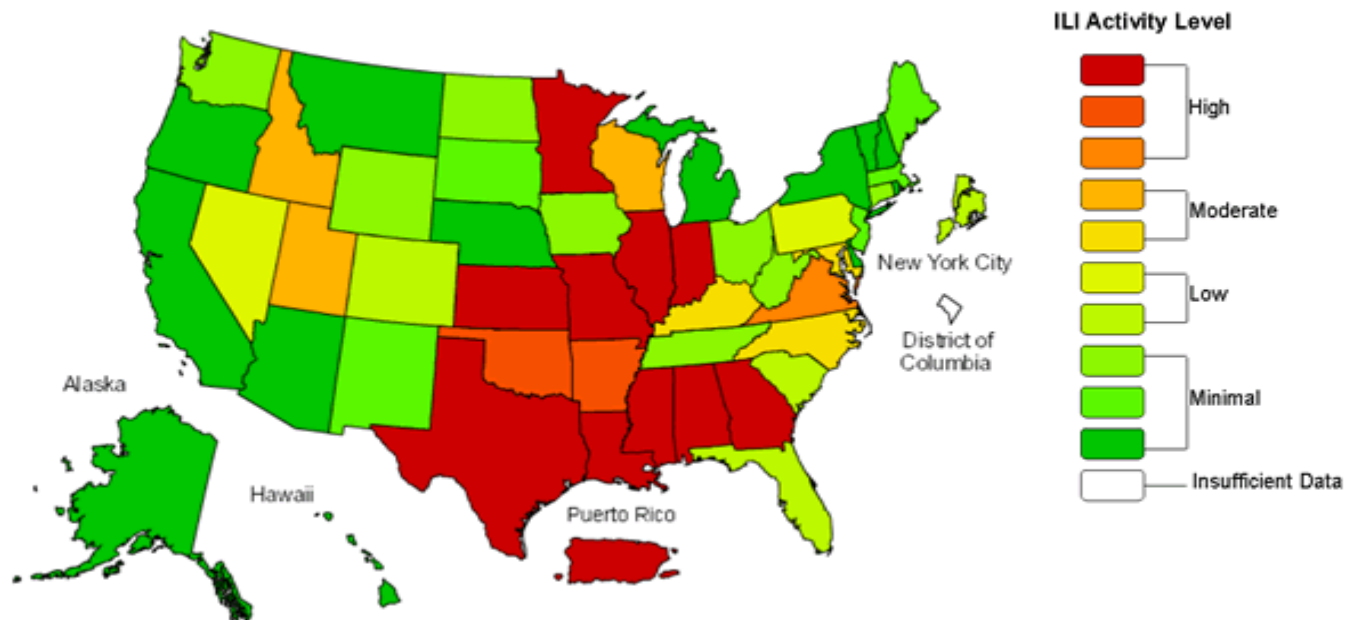 ILI Activity Level
High
Moderate
Low
Minimal
Insufficient Data
New York City
District of
Columbia
Alaska
Hawaii
Puerto Rico